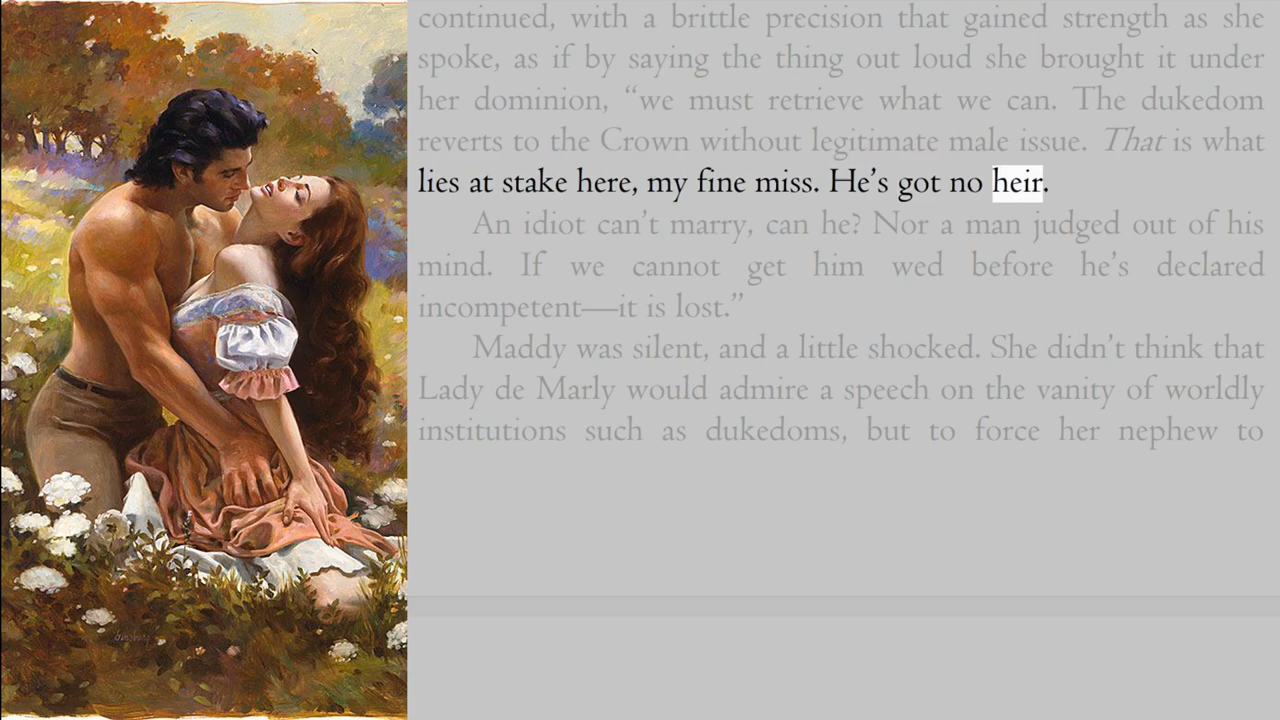 continued, with a brittle precision that gained strength as she
spoke, as if by saying the thing out loud she brought it under
her dominion, “we must retrieve what we can. The dukedom
reverts to the Crown without legitimate male issue. That is what
lies at stake here, my fine miss. He’s got no heir.
An idiot can’t marry, can he? Nor a man judged out of his
mind. If we cannot get him wed before he’s declared
incompetent—it is lost.”
Maddy was silent, and a little shocked. She didn’t think that
Lady de Marly would admire a speech on the vanity of worldly
institutions such as dukedoms, but to force her nephew to